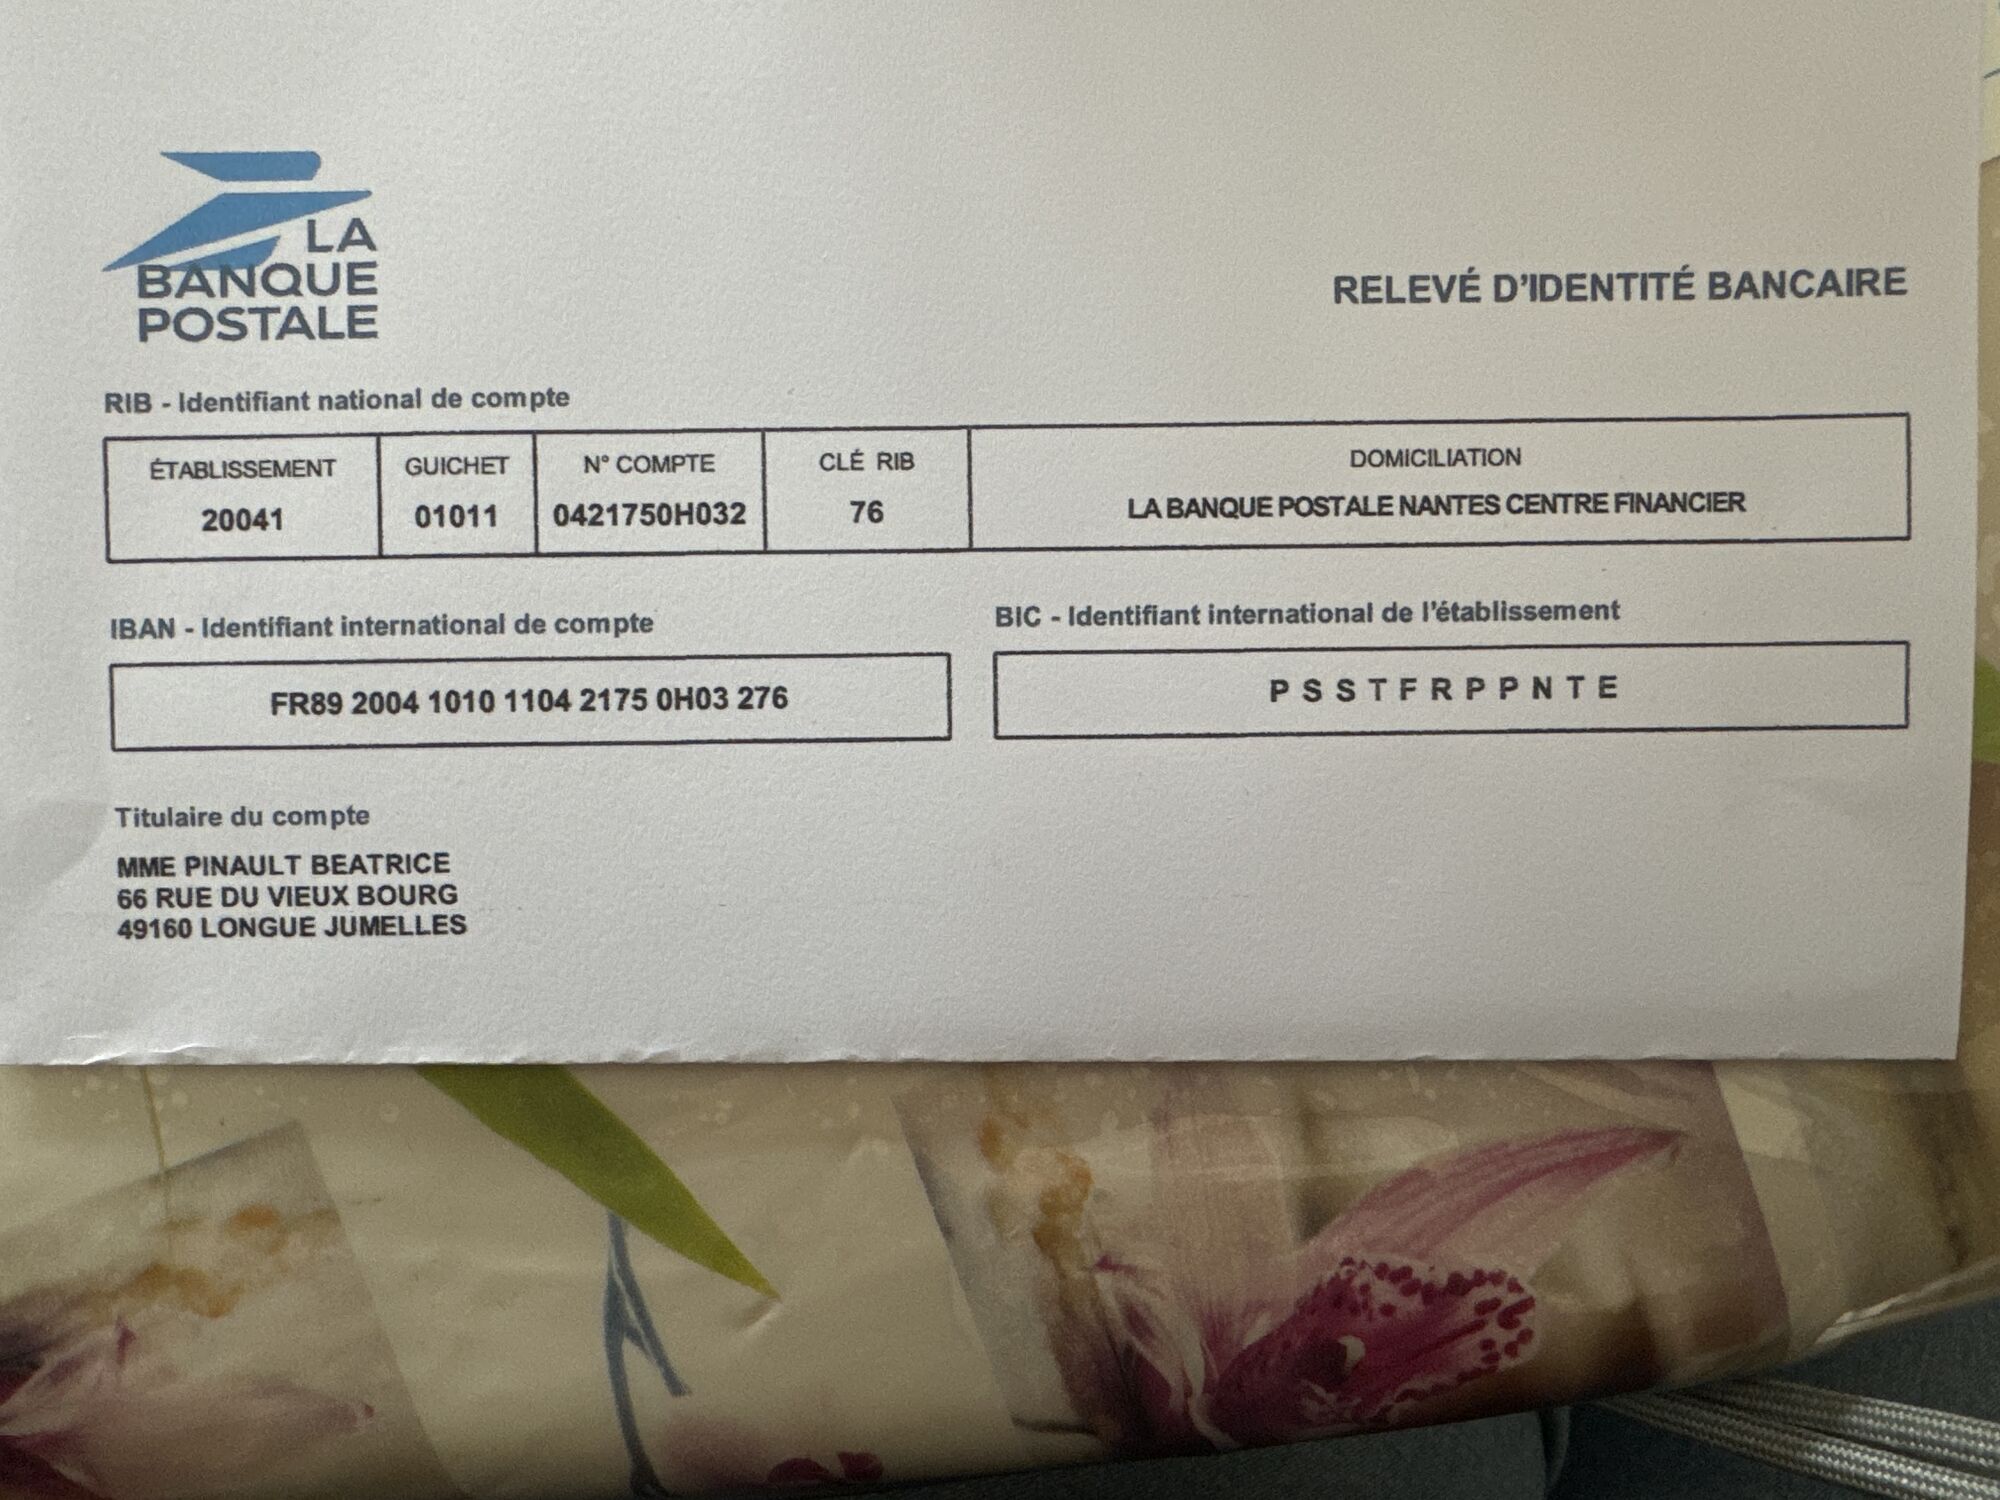 LA
BANQUE
POSTALE
RELEVÉ D'IDENTITÉ BANCAIRE
RIB - Identifiant national de compte
ÉTABLISSEMENT GUICHET N° COMPTE CLÉ RIB DOMICILIATION
20041 01011 0421750H032 76 LA BANQUE POSTALE NANTES CENTRE FINANCIER
IBAN - Identifiant international de compte
FR89 2004 1010 1104 2175 0H03 276
BIC - Identifiant international de l'établissement
P S S T F R P P N T E
Titulaire du compte
MME PINAULT BEATRICE
66 RUE DU VIEUX BOURG
49160 LONGUE JUMELLES